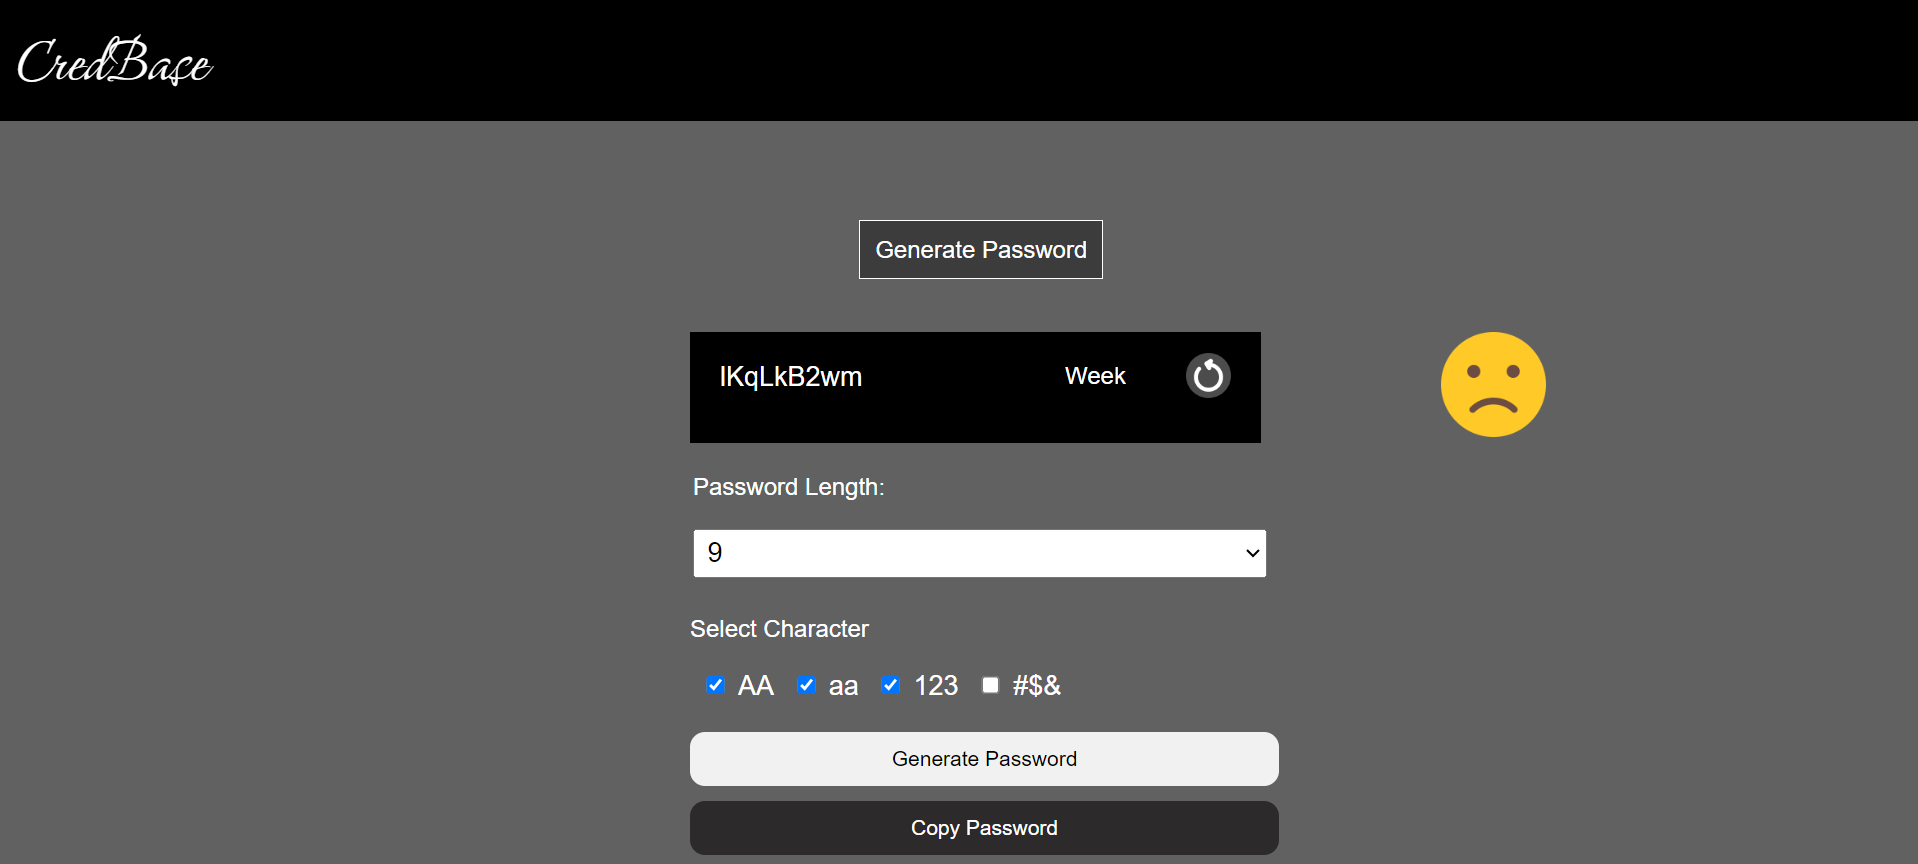 CredBase
Generate Password
IKqLkB2wm Week
Password Length:
9
Select Character
AA aa 123 #$&
Generate Password
Copy Password